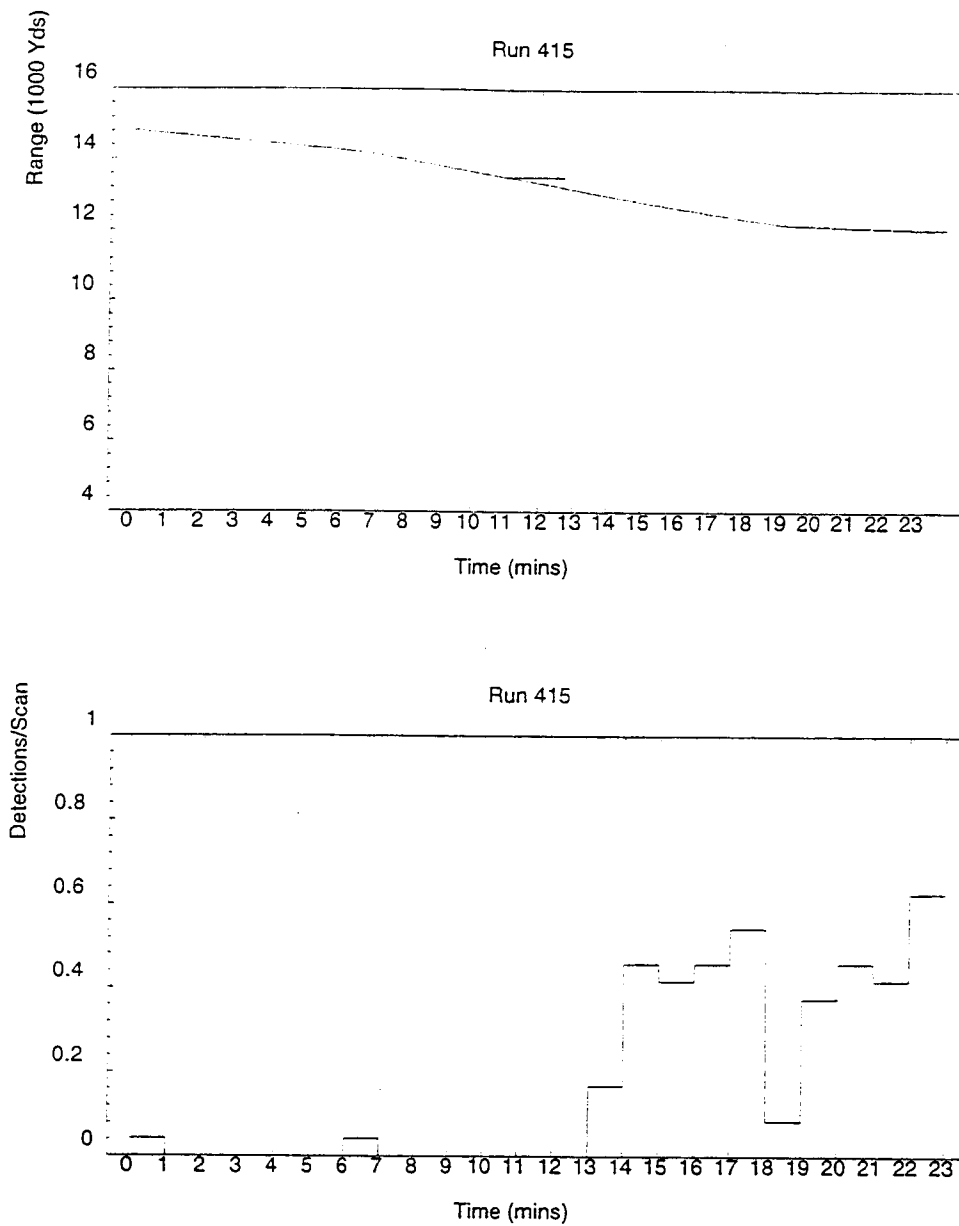 Run 415
Range (1000 Yds)
16
14
12
10
8
6
4
0 1 2 3 4 5 6 7 8 9 10 11 12 13 14 15 16 17 18 19 20 21 22 23
Time (mins)
Run 415
Detections/Scan
1
0.8
0.6
0.4
0.2
0
0 1 2 3 4 5 6 7 8 9 10 11 12 13 14 15 16 17 18 19 20 21 22 23
Time (mins)